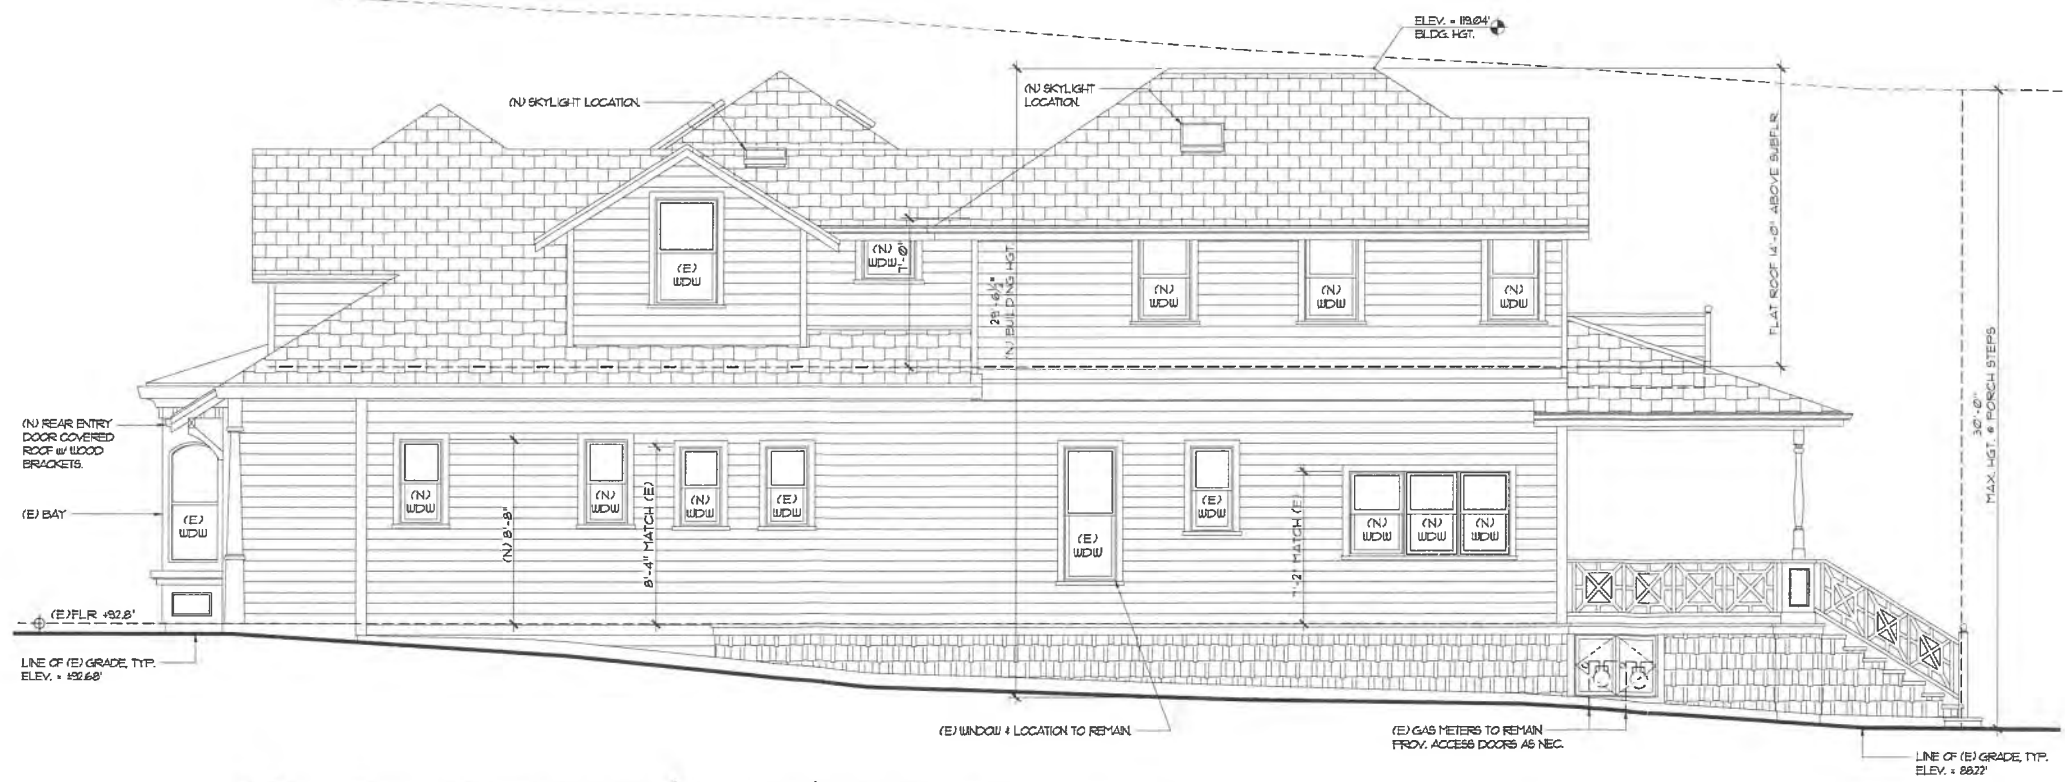 ELEV. = 119.04'
BLDG. HGT.
(N) SKYLIGHT LOCATION.
(N) SKYLIGHT
LOCATION.
FLAT ROOF 14'-0" ABOVE SUBFLR.
(E)
WDW
(N)
WDW
7'-0"
29'-6½"
(N) BUILDING HGT.
(N)
WDW
(N)
WDW
(N)
WDW
30'-0"
MAX. HGT. @ PORCH STEPS
(N) REAR ENTRY
DOOR COVERED
ROOF w/ WOOD
BRACKETS.
(E) BAY
(E)
WDW
(N)
WDW
(N) 8'-8"
(N)
WDW
8'-4" MATCH (E)
(N)
WDW
(E)
WDW
(E)
WDW
(E)
WDW
7'-2" MATCH (E)
(N)
WDW
(N)
WDW
(N)
WDW
(E)FLR +92.8'
LINE OF (E) GRADE, TYP.
ELEV. = +92.68'
(E) WINDOW & LOCATION TO REMAIN.
(E) GAS METERS TO REMAIN
PROV. ACCESS DOORS AS NEC.
LINE OF (E) GRADE, TYP.
ELEV. = 88.22'